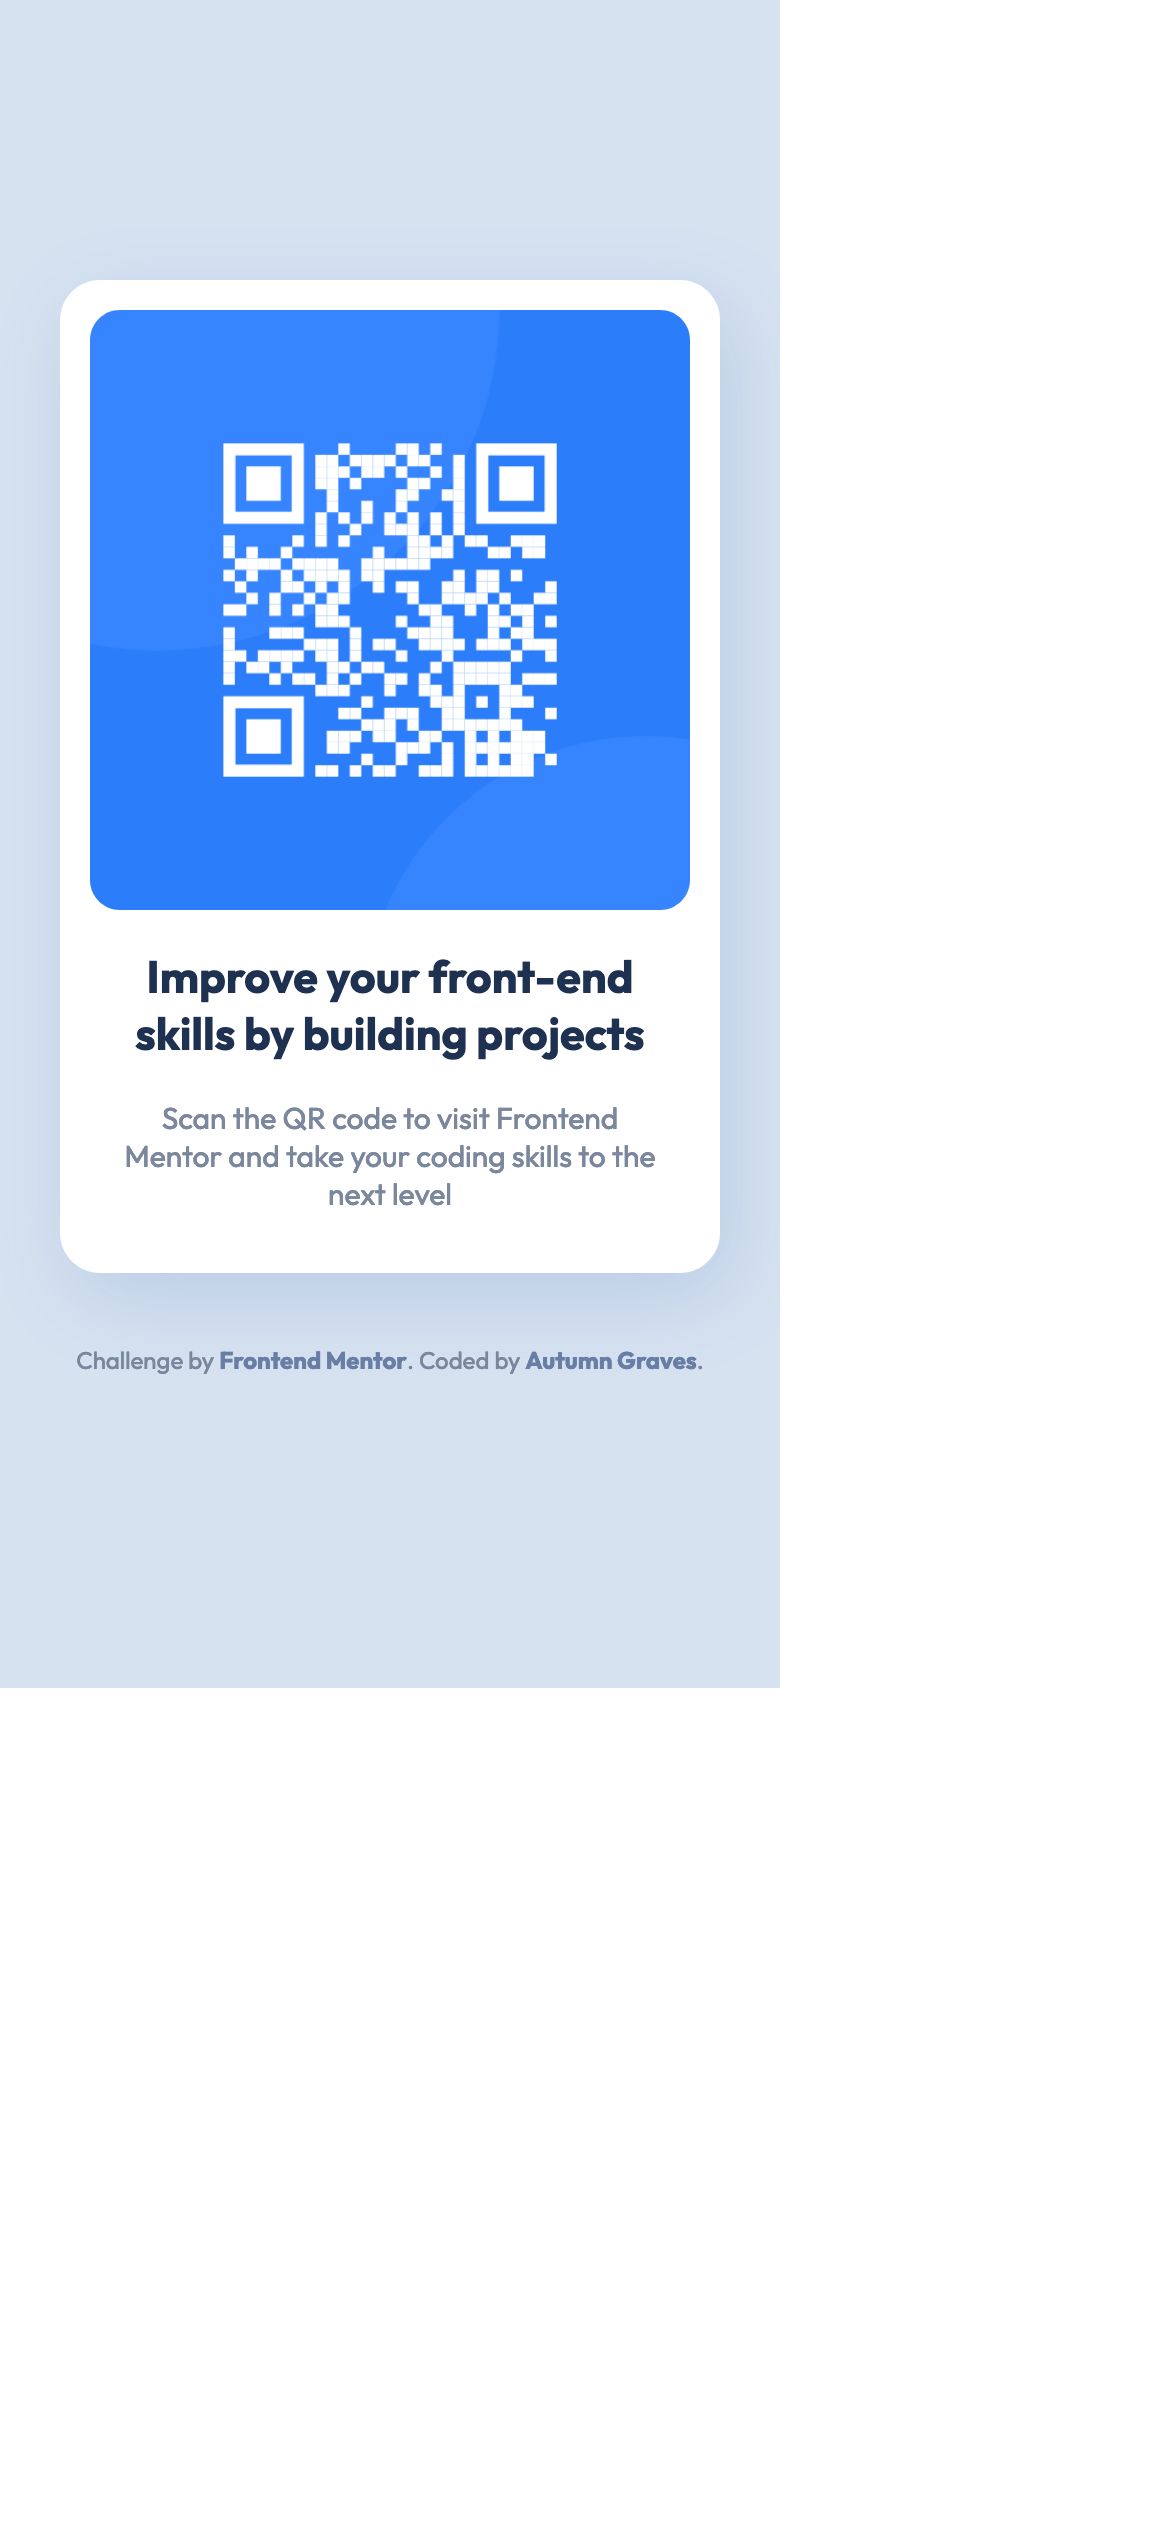 Improve your front-end
skills by building projects
Scan the QR code to visit Frontend
Mentor and take your coding skills to the
next level
Challenge by Frontend Mentor. Coded by Autumn Graves.